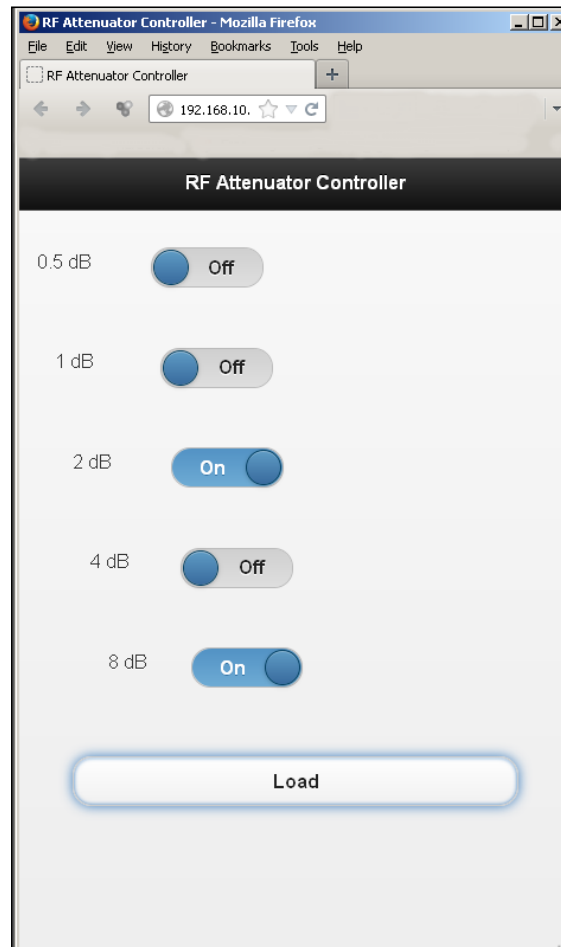 RF Attenuator Controller - Mozilla Firefox
File Edit View History Bookmarks Tools Help
RF Attenuator Controller +
192.168.10.
RF Attenuator Controller
0.5 dB Off
1 dB Off
2 dB On
4 dB Off
8 dB On
Load